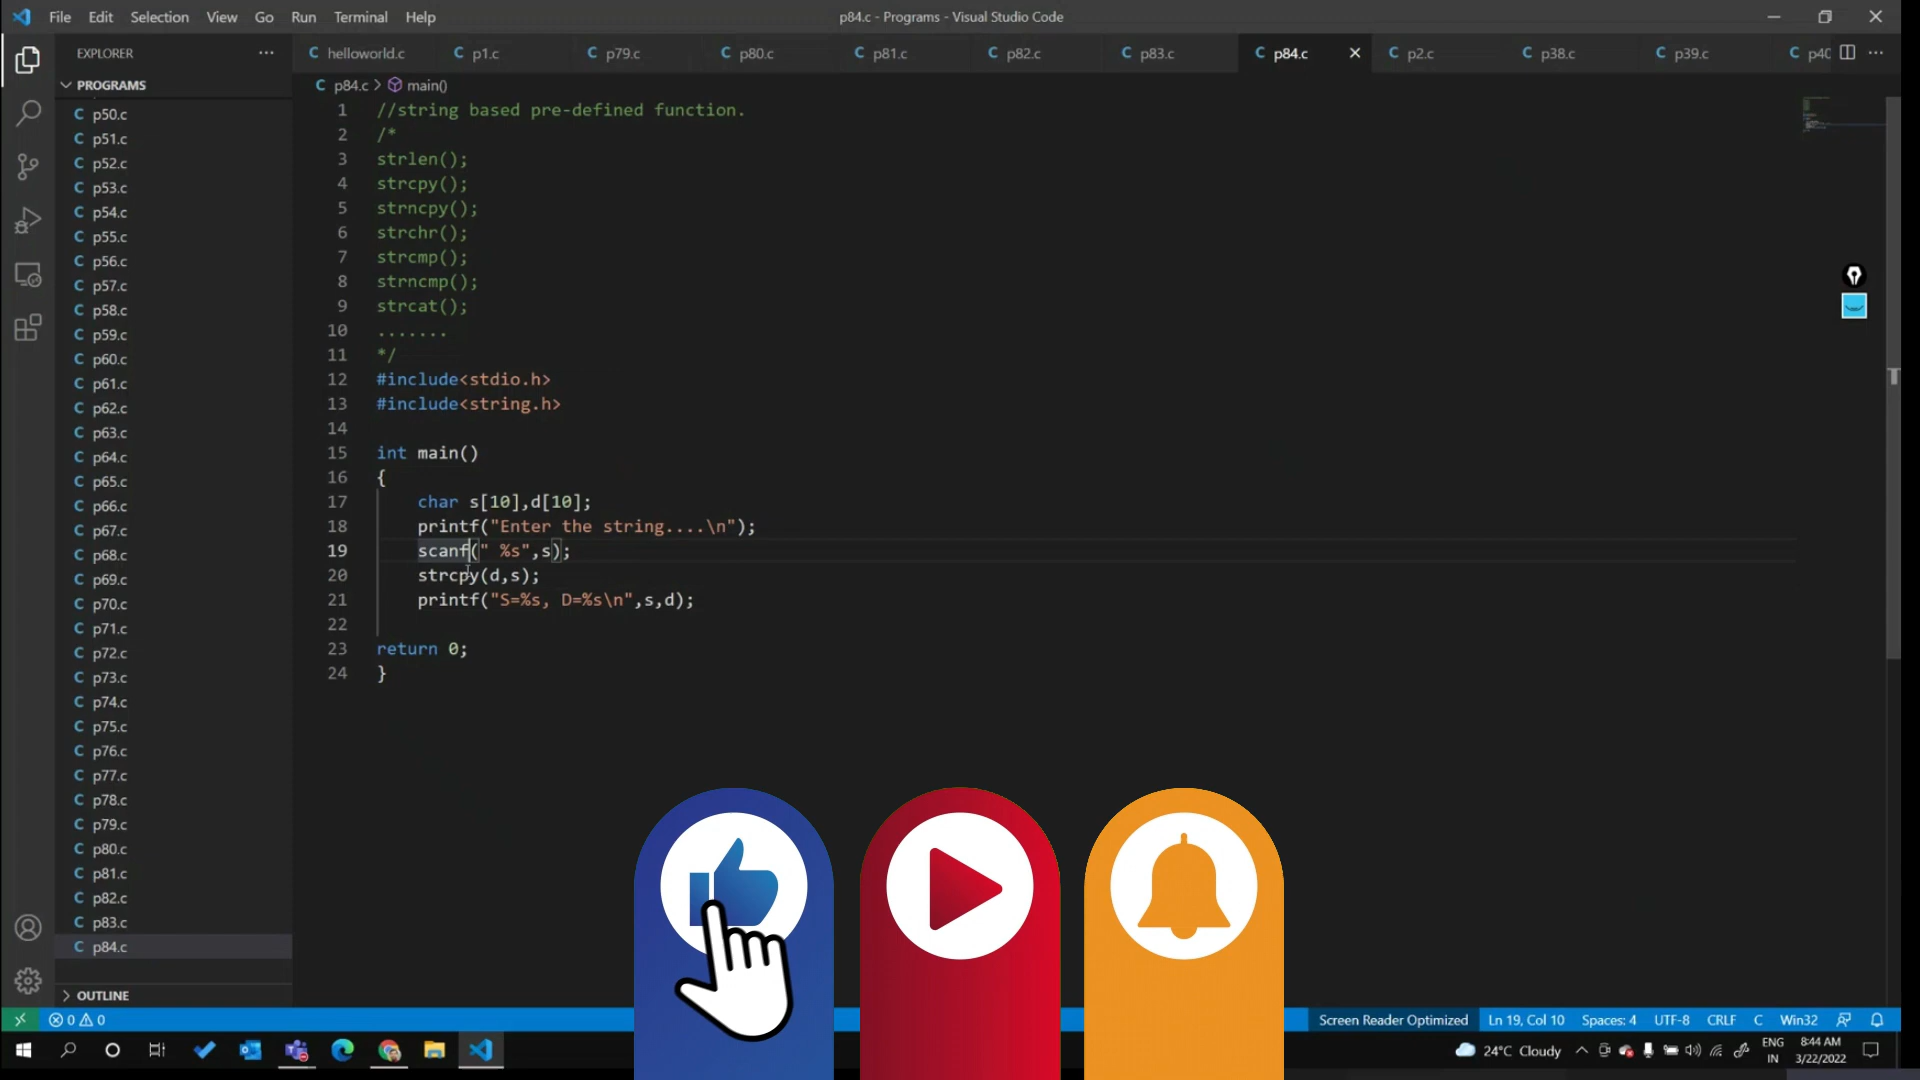 File Edit Selection View Go Run Terminal Help
p84.c - Programs - Visual Studio Code
EXPLORER
helloworld.c p1.c p79.c p80.c p81.c p82.c p83.c p84.c p2.c p38.c p39.c p40
PROGRAMS
p84.c > main()
p50.c
p51.c
p52.c
p53.c
p54.c
p55.c
p56.c
p57.c
p58.c
p59.c
p60.c
p61.c
p62.c
p63.c
p64.c
p65.c
p66.c
p67.c
p68.c
p69.c
p70.c
p71.c
p72.c
p73.c
p74.c
p75.c
p76.c
p77.c
p78.c
p79.c
p80.c
p81.c
p82.c
p83.c
p84.c
OUTLINE
1 //string based pre-defined function.
2 /*
3 strlen();
4 strcpy();
5 strncpy();
6 strchr();
7 strcmp();
8 strncmp();
9 strcat();
10 .......
11 */
12 #include<stdio.h>
13 #include<string.h>
14
15 int main()
16 {
17 char s[10],d[10];
18 printf("Enter the string....\n");
19 scanf(" %s",s);
20 strcpy(d,s);
21 printf("S=%s, D=%s\n",s,d);
22
23 return 0;
24 }
0 0
Screen Reader Optimized Ln 19, Col 10 Spaces: 4 UTF-8 CRLF C Win32
24°C Cloudy
ENG
IN
8:44 AM
3/22/2022